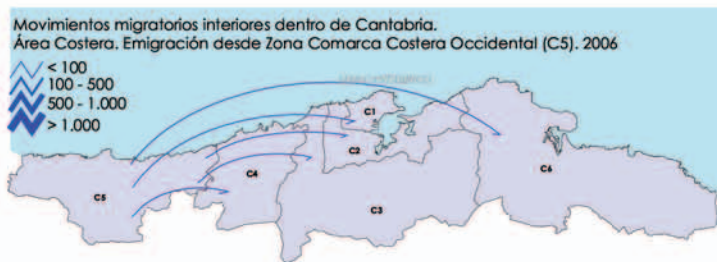 Movimientos migratorios interiores dentro de Cantabria.
Área Costera. Emigración desde Zona Comarca Costera Occidental (C5). 2006
< 100
100 - 500
500 - 1.000
> 1.000
C1
C2
C4
C6
C5
C3